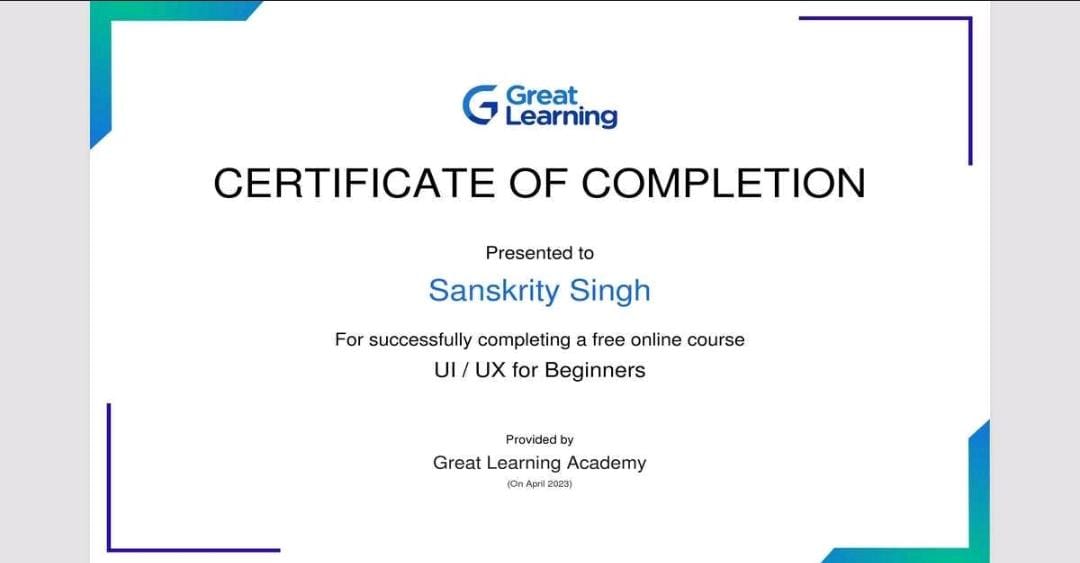 Great
Learning
CERTIFICATE OF COMPLETION
Presented to
Sanskrity Singh
For successfully completing a free online course
UI / UX for Beginners
Provided by
Great Learning Academy
(On April 2023)